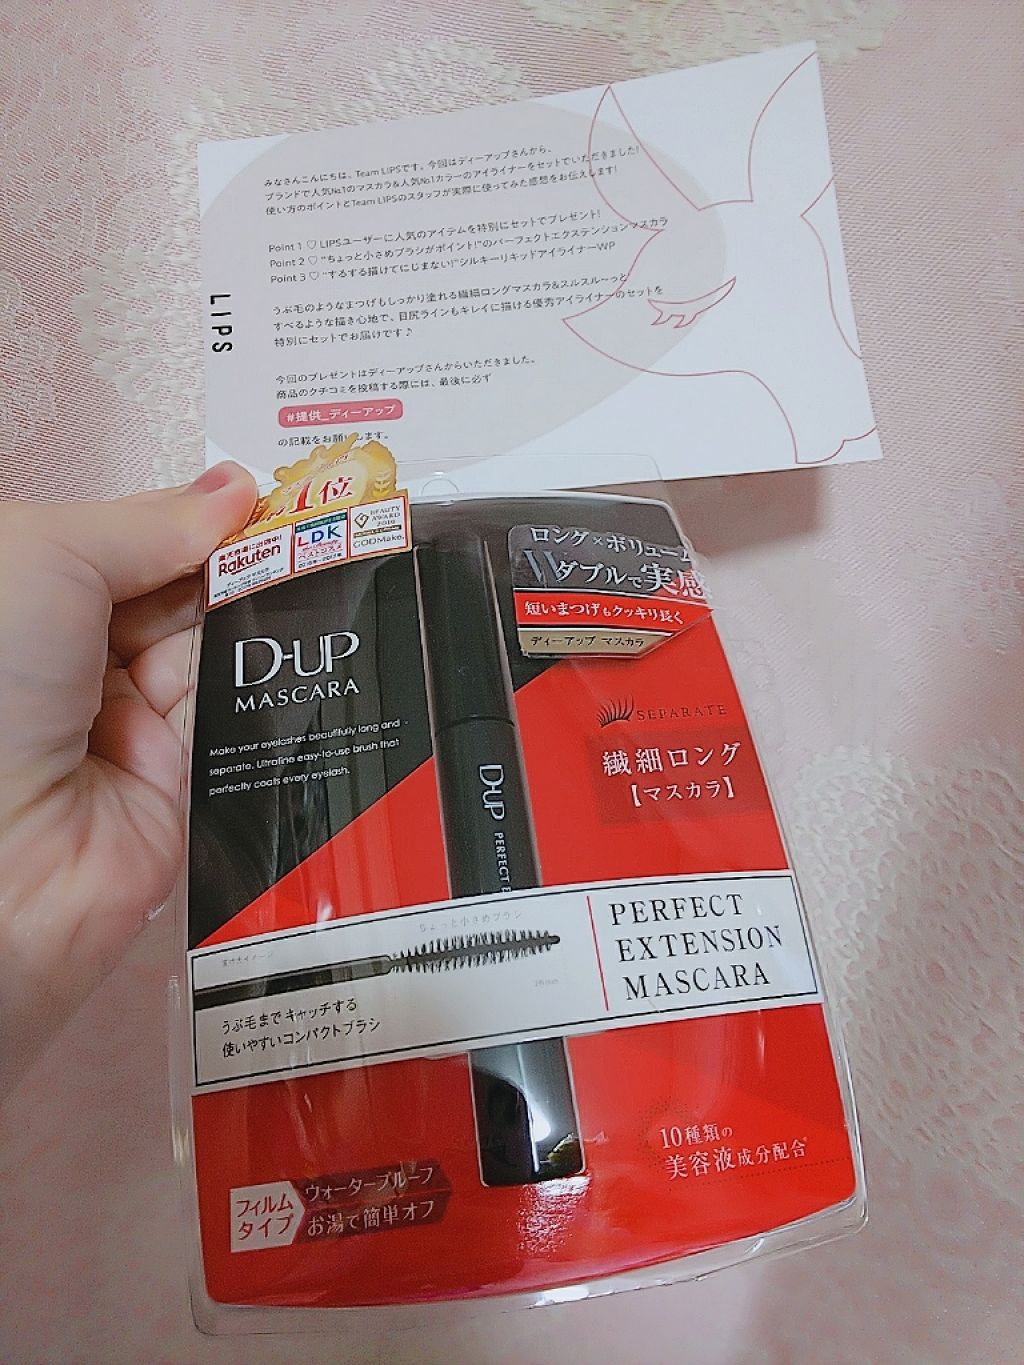 みなさんこんにちは、Team LIPSです。今回はディーアップさんから、
ブランドで人気№1のマスカラ&人気№1カラーのアイライナーをセットでいただきました!
使い方のポイントとTeam LIPSのスタッフが実際に使ってみた感想をお伝えします!
Point 1 ♡ LIPSユーザーに人気のアイテムを特別にセットでプレゼント!
Point 2 ♡ "ちょっと小さめブラシがポイント!"のパーフェクトエクステンションマスカラ
Point 3 ♡ "するする描けてにじまない!"シルキーリキッドアイライナーWP
うぶ毛のようなまつげもしっかり塗れる繊細ロングマスカラ&スルスル〜っと
すべるような描き心地で、目尻ラインもキレイに描ける優秀アイライナーのセットを
特別にセットでお届けです♪
LIPS
今回のプレゼントはディーアップさんからいただきました。
商品のクチコミを投稿する際には、最後に必ず
#提供_ディーアップ
の記載をお願いします。
1位
Rakuten
LDK
ベストコスメ
BEAUTY
AWARD
GODMake.
ロング×ボリューム
Wダブルで実感
短いまつげもクッキリ長く
ディーアップ マスカラ
D-UP
MASCARA
Make your eyelashes beautifully long and
separate. Ultrafine easy-to-use brush that
perfectly coats every eyelash.
SEPARATE
繊細ロング
【マスカラ】
D-UP PERFECT E
ちょっと小さめブラシ
うぶ毛までキャッチする
使いやすいコンパクトブラシ
PERFECT
EXTENSION
MASCARA
10種類の
美容液成分配合
フィルム
タイプ
ウォータープルーフ
お湯で簡単オフ